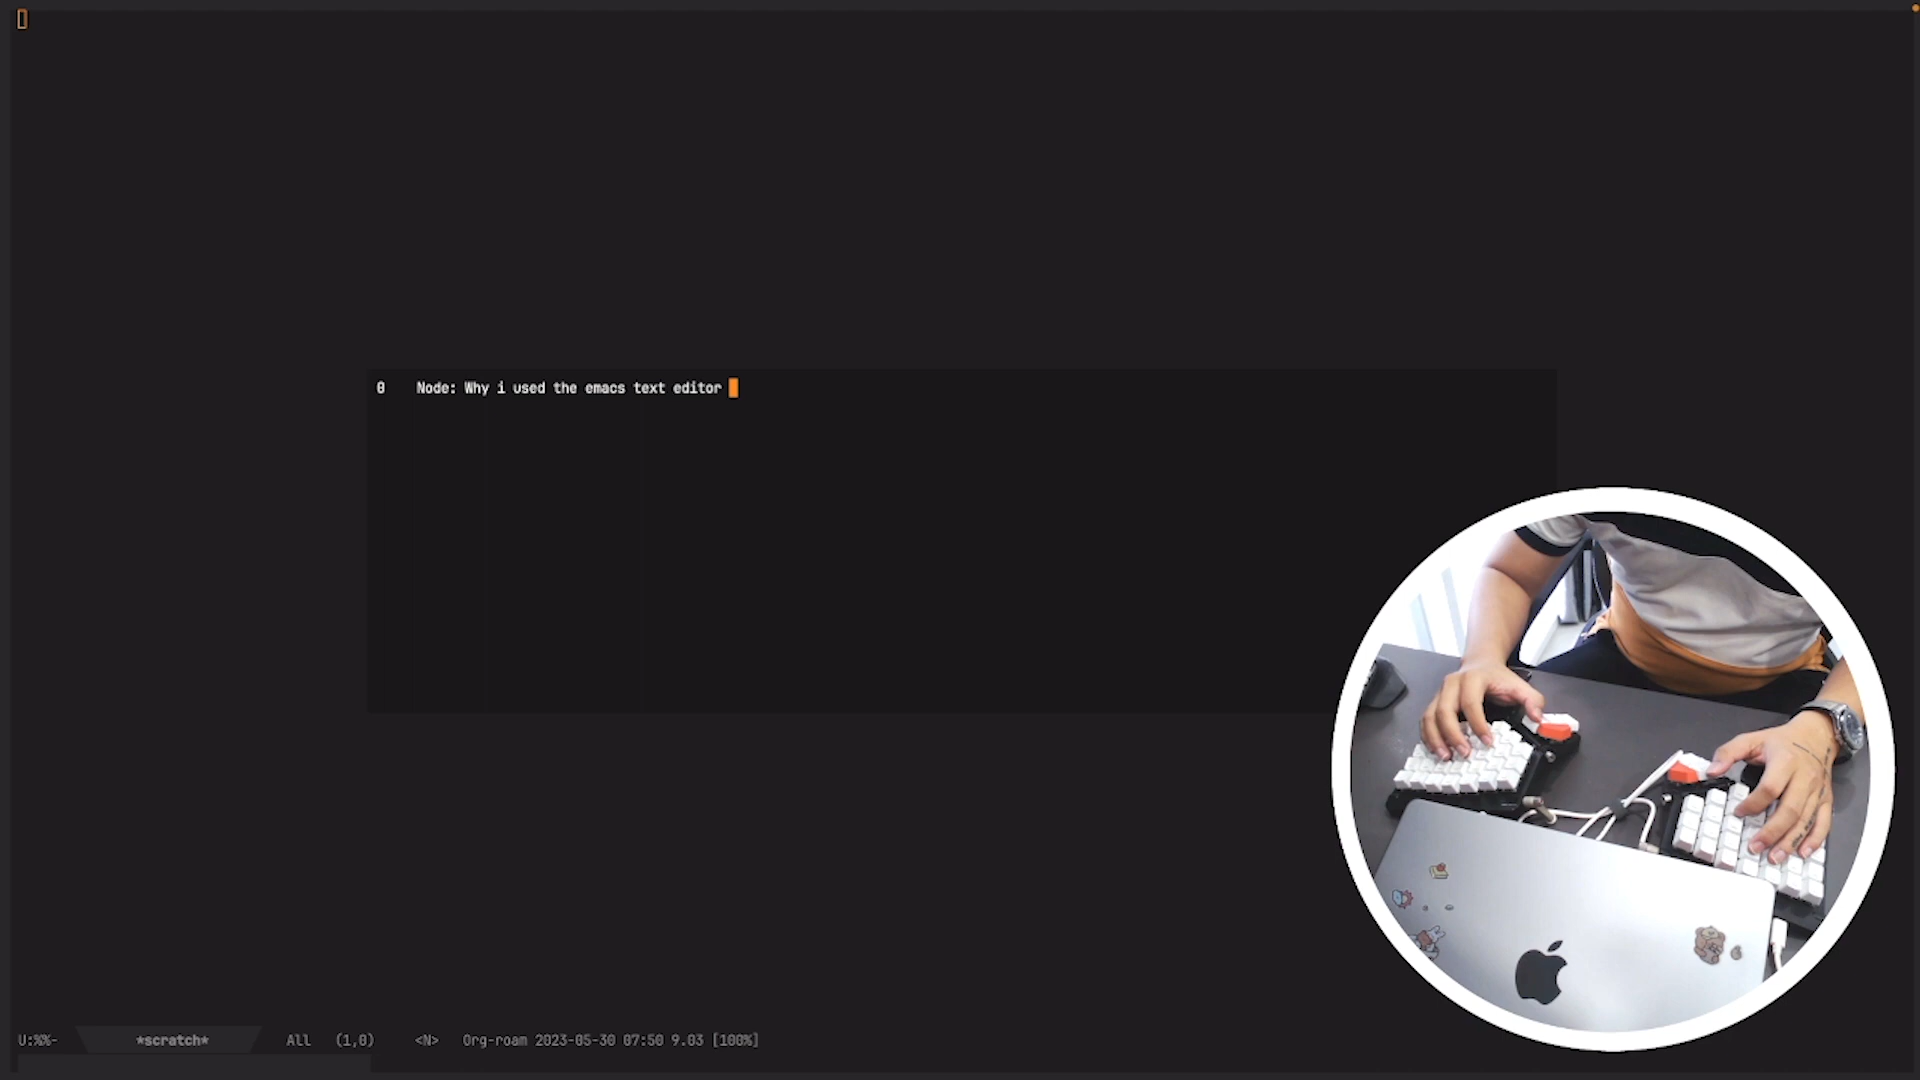 0 Node: Why i used the emacs text editor
U:%%- *scratch* All (1,0) <N> Org-roam 2023-05-30 07:50 9.03 [100%]